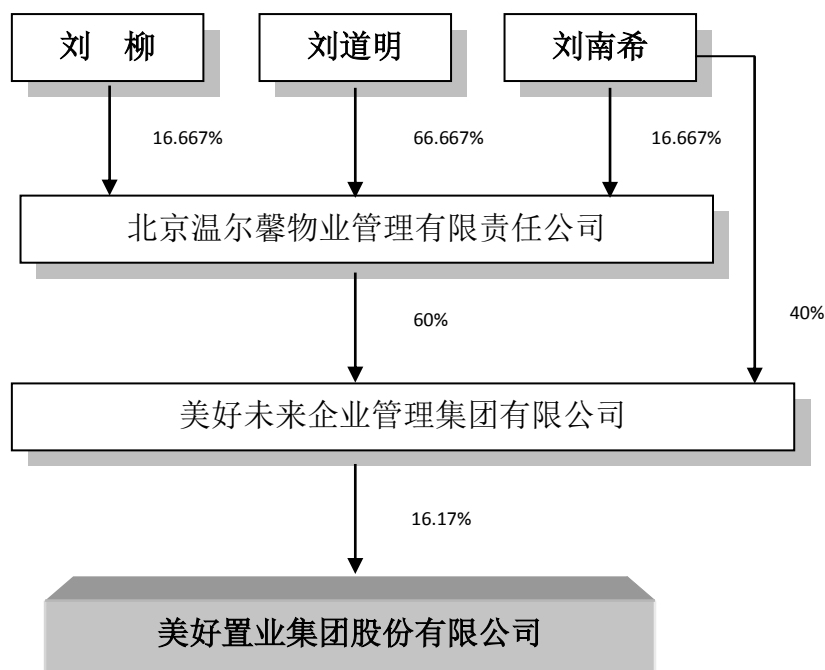 刘 柳 刘道明 刘南希
16.667% 66.667% 16.667%
北京温尔馨物业管理有限责任公司
60% 40%
美好未来企业管理集团有限公司
16.17%
美好置业集团股份有限公司